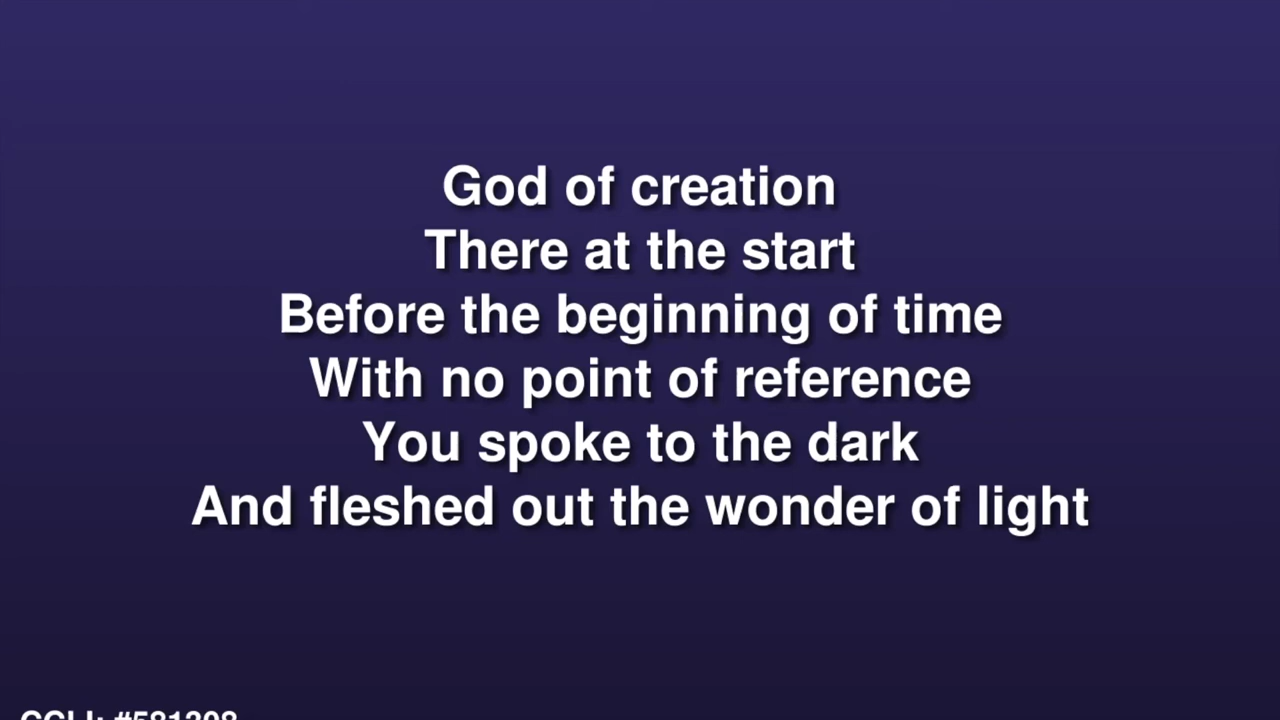 God of creation
There at the start
Before the beginning of time
With no point of reference
You spoke to the dark
And fleshed out the wonder of light
CCLI: #581208